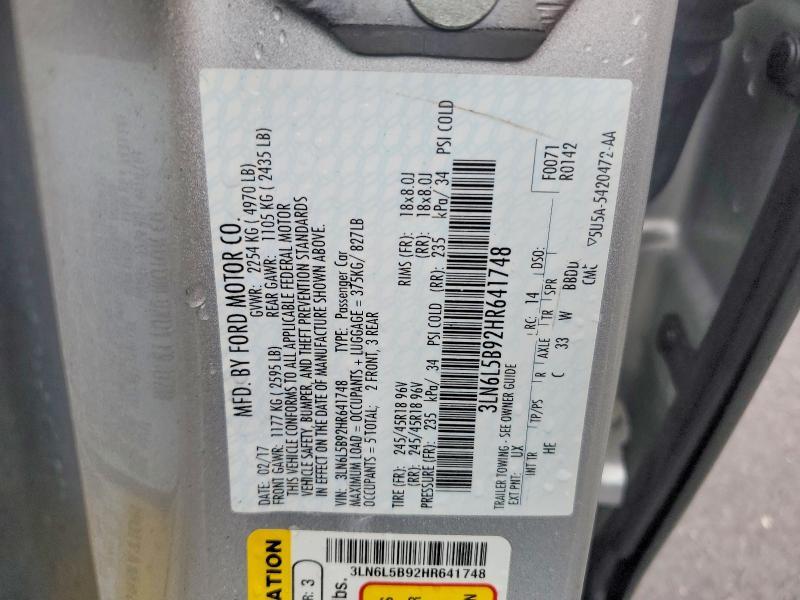 MFD. BY FORD MOTOR CO.
DATE: 02/17 GVWR: 2254 KG ( 4970 LB)
FRONT GAWR: 1177 KG (2595 LB) REAR GAWR: 1105 KG ( 2435 LB)
THIS VEHICLE CONFORMS TO ALL APPLICABLE FEDERAL MOTOR
VEHICLE SAFETY, BUMPER, AND THEFT PREVENTION STANDARDS
IN EFFECT ON THE DATE OF MANUFACTURE SHOWN ABOVE.
VIN: 3LN6L5B92HR641748 TYPE: Passenger Car
MAXIMUM LOAD = OCCUPANTS + LUGGAGE = 375KG/ 827LB
OCCUPANTS = 5 TOTAL: 2 FRONT, 3 REAR
TIRE (FR): 245/45R18 96V RIMS (FR): 18x8.0J
(RR): 245/45R18 96V (RR): 18x8.0J
PRESSURE (FR): 235 kPa/ 34 PSI COLD (RR): 235 kPa/ 34 PSI COLD
3LN6L5B92HR641748
TRAILER TOWING - SEE OWNER GUIDE F0071
EXT PNT: UX RC: 14 DSO: R0142
INT TR TP/PS R AXLE TR SPR
HE C 33 W BBDD
CMC ▽5U5A-5420472-AA
3LN6L5B92HR641748